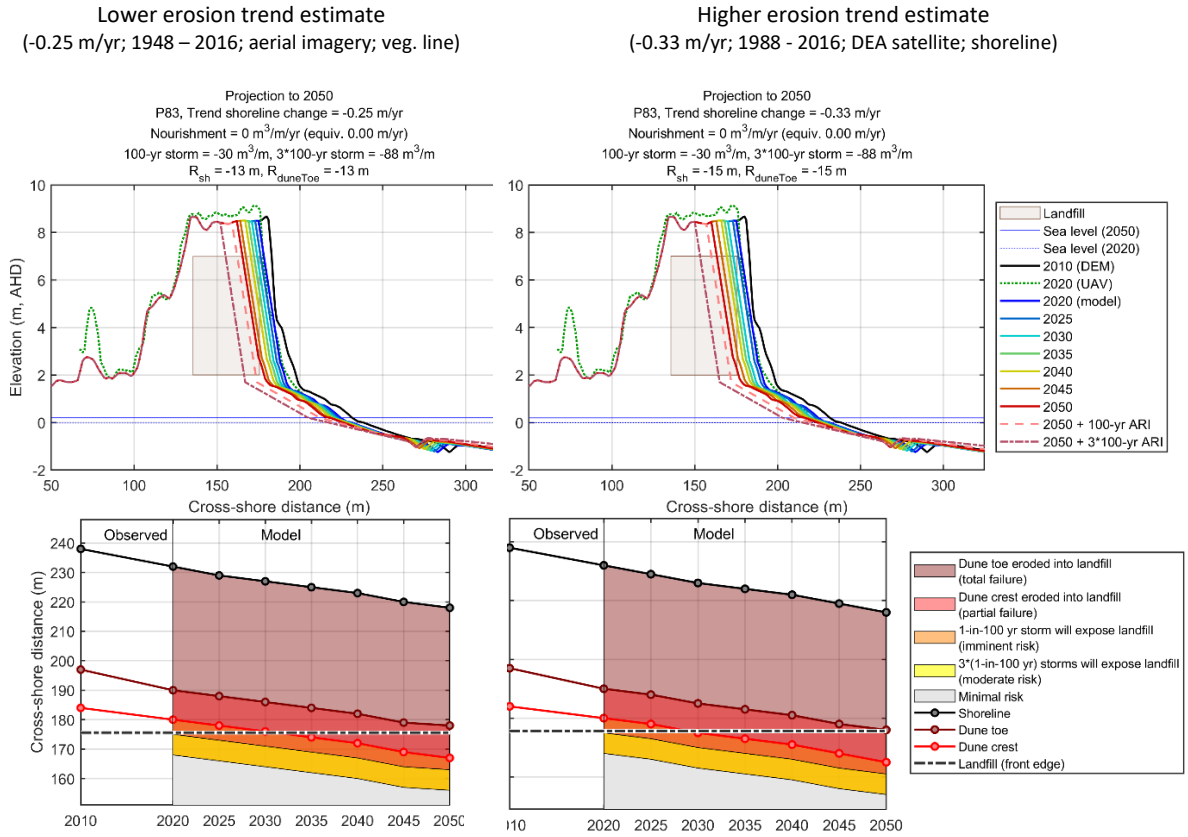 Lower erosion trend estimate
(-0.25 m/yr; 1948 – 2016; aerial imagery; veg. line)
Higher erosion trend estimate
(-0.33 m/yr; 1988 - 2016; DEA satellite; shoreline)
Projection to 2050
P83, Trend shoreline change = -0.25 m/yr
Nourishment = 0 m³/m/yr (equiv. 0.00 m/yr)
100-yr storm = -30 m³/m, 3*100-yr storm = -88 m³/m
R_sh = -13 m, R_duneToe = -13 m
Projection to 2050
P83, Trend shoreline change = -0.33 m/yr
Nourishment = 0 m³/m/yr (equiv. 0.00 m/yr)
100-yr storm = -30 m³/m, 3*100-yr storm = -88 m³/m
R_sh = -15 m, R_duneToe = -15 m
Elevation (m, AHD)
10
8
6
4
2
0
-2
50 100 150 200 250 300
Cross-shore distance (m)
10
8
6
4
2
0
-2
50 100 150 200 250 300
Cross-shore distance (m)
Landfill
Sea level (2050)
Sea level (2020)
2010 (DEM)
2020 (UAV)
2020 (model)
2025
2030
2035
2040
2045
2050
2050 + 100-yr ARI
2050 + 3*100-yr ARI
Observed Model
Cross-shore distance (m)
240
230
220
210
200
190
180
170
160
2010 2020 2025 2030 2035 2040 2045 2050
Observed Model
010 2020 2025 2030 2035 2040 2045 2050
Dune toe eroded into landfill
(total failure)
Dune crest eroded into landfill
(partial failure)
1-in-100 yr storm will expose landfill
(imminent risk)
3*(1-in-100 yr) storms will expose landfill
(moderate risk)
Minimal risk
Shoreline
Dune toe
Dune crest
Landfill (front edge)